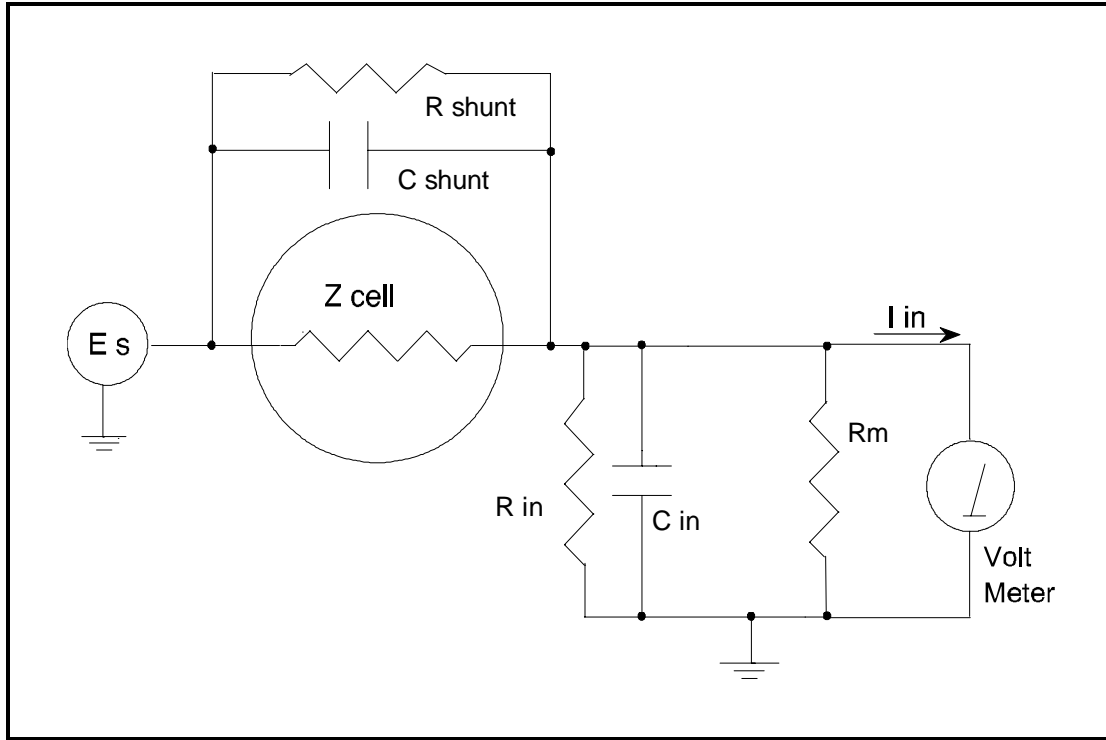 R shunt
C shunt
Z cell
E s
I in
Rm
R in
C in
Volt
Meter